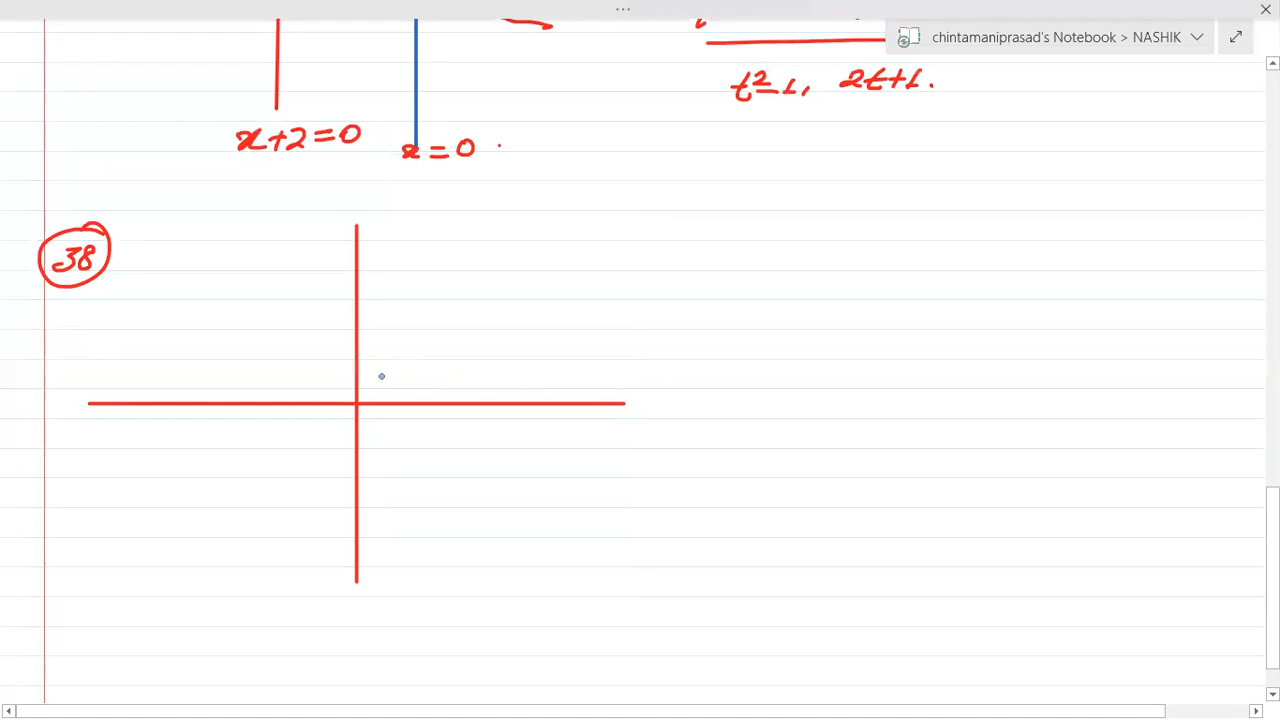 chintamaniprasad's Notebook > NASHIK
t²-1, 2t+1.
x+2=0
x=0
38